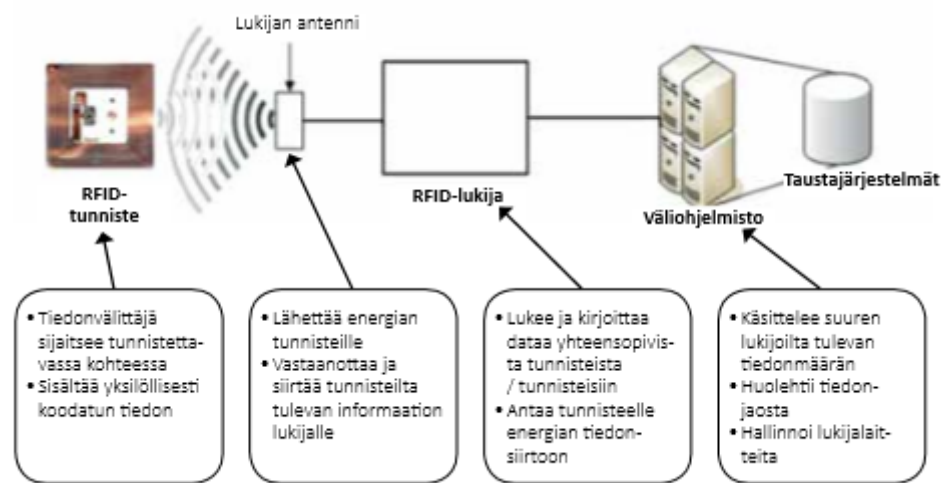 Lukijan antenni
RFID-
tunniste
RFID-lukija
Väliohjelmisto
Taustajärjestelmät
• Tiedonvälittäjä
sijaitsee tunnistetta-
vassa kohteessa
• Sisältää yksilöllisesti
koodatun tiedon
• Lähettää energian
tunnisteille
• Vastaanottaa ja
siirtää tunnisteilta
tulevan informaation
lukijalle
• Lukee ja kirjoittaa
dataa yhteensopivis-
ta tunnisteista
/ tunnisteisiin
• Antaa tunnisteelle
energian tiedon-
siirtoon
• Käsittelee suuren
lukijoilta tulevan
tiedonmäärän
• Huolehtii tiedon-
jaosta
• Hallinnoi lukijalait-
teita